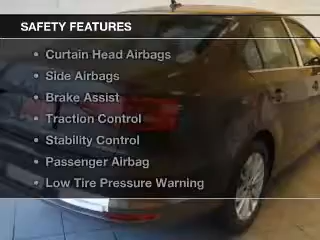 SAFETY FEATURES
• Curtain Head Airbags
• Side Airbags
• Brake Assist
• Traction Control
• Stability Control
• Passenger Airbag
• Low Tire Pressure Warning